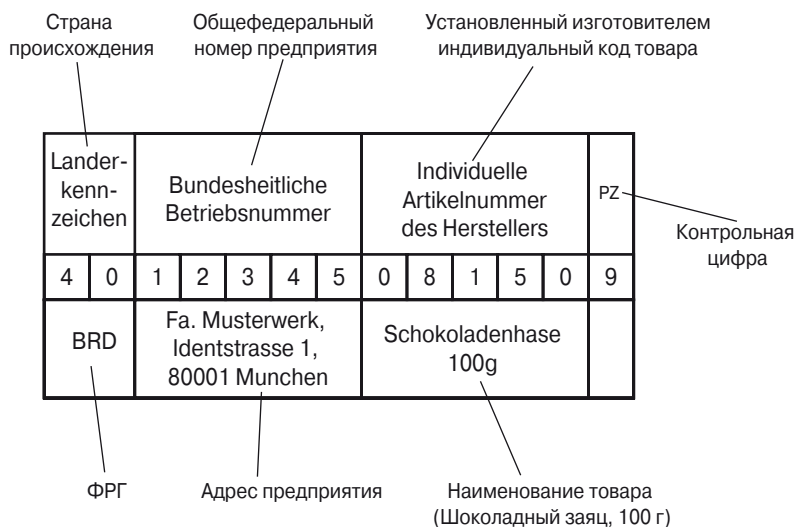 Страна
происхождения
Общефедеральный
номер предприятия
Установленный изготовителем
индивидуальный код товара
Lander-
kenn-
zeichen
Bundesheitliche
Betriebsnummer
Individuelle
Artikelnummer
des Herstellers
PZ
Контрольная
цифра
4 0 1 2 3 4 5 0 8 1 5 0 9
BRD
Fa. Musterwerk,
Identstrasse 1,
80001 Munchen
Schokoladenhase
100g
ФРГ
Адрес предприятия
Наименование товара
(Шоколадный заяц, 100 г)